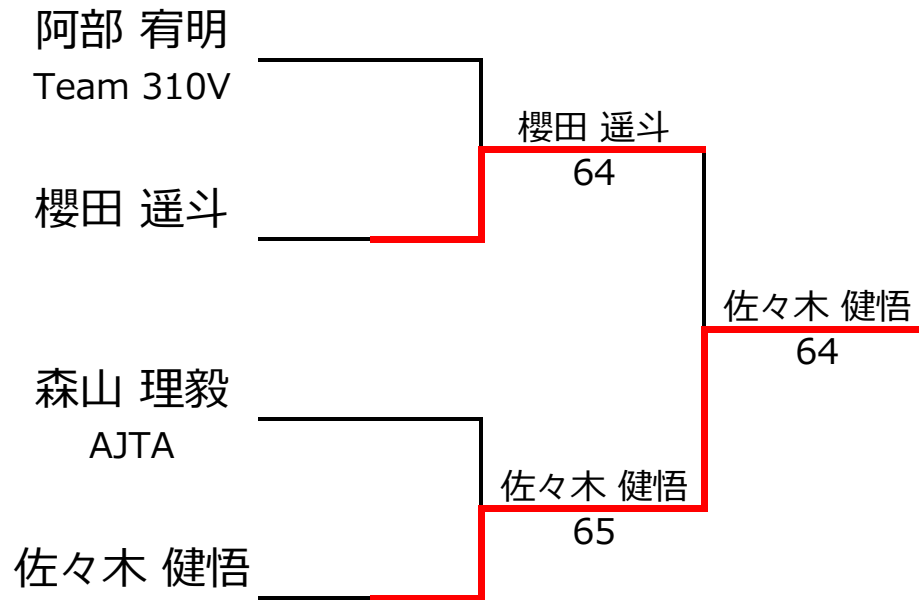 阿部 宥明
Team 310V
櫻田 遥斗
64
櫻田 遥斗
佐々木 健悟
64
森山 理毅
AJTA
佐々木 健悟
65
佐々木 健悟